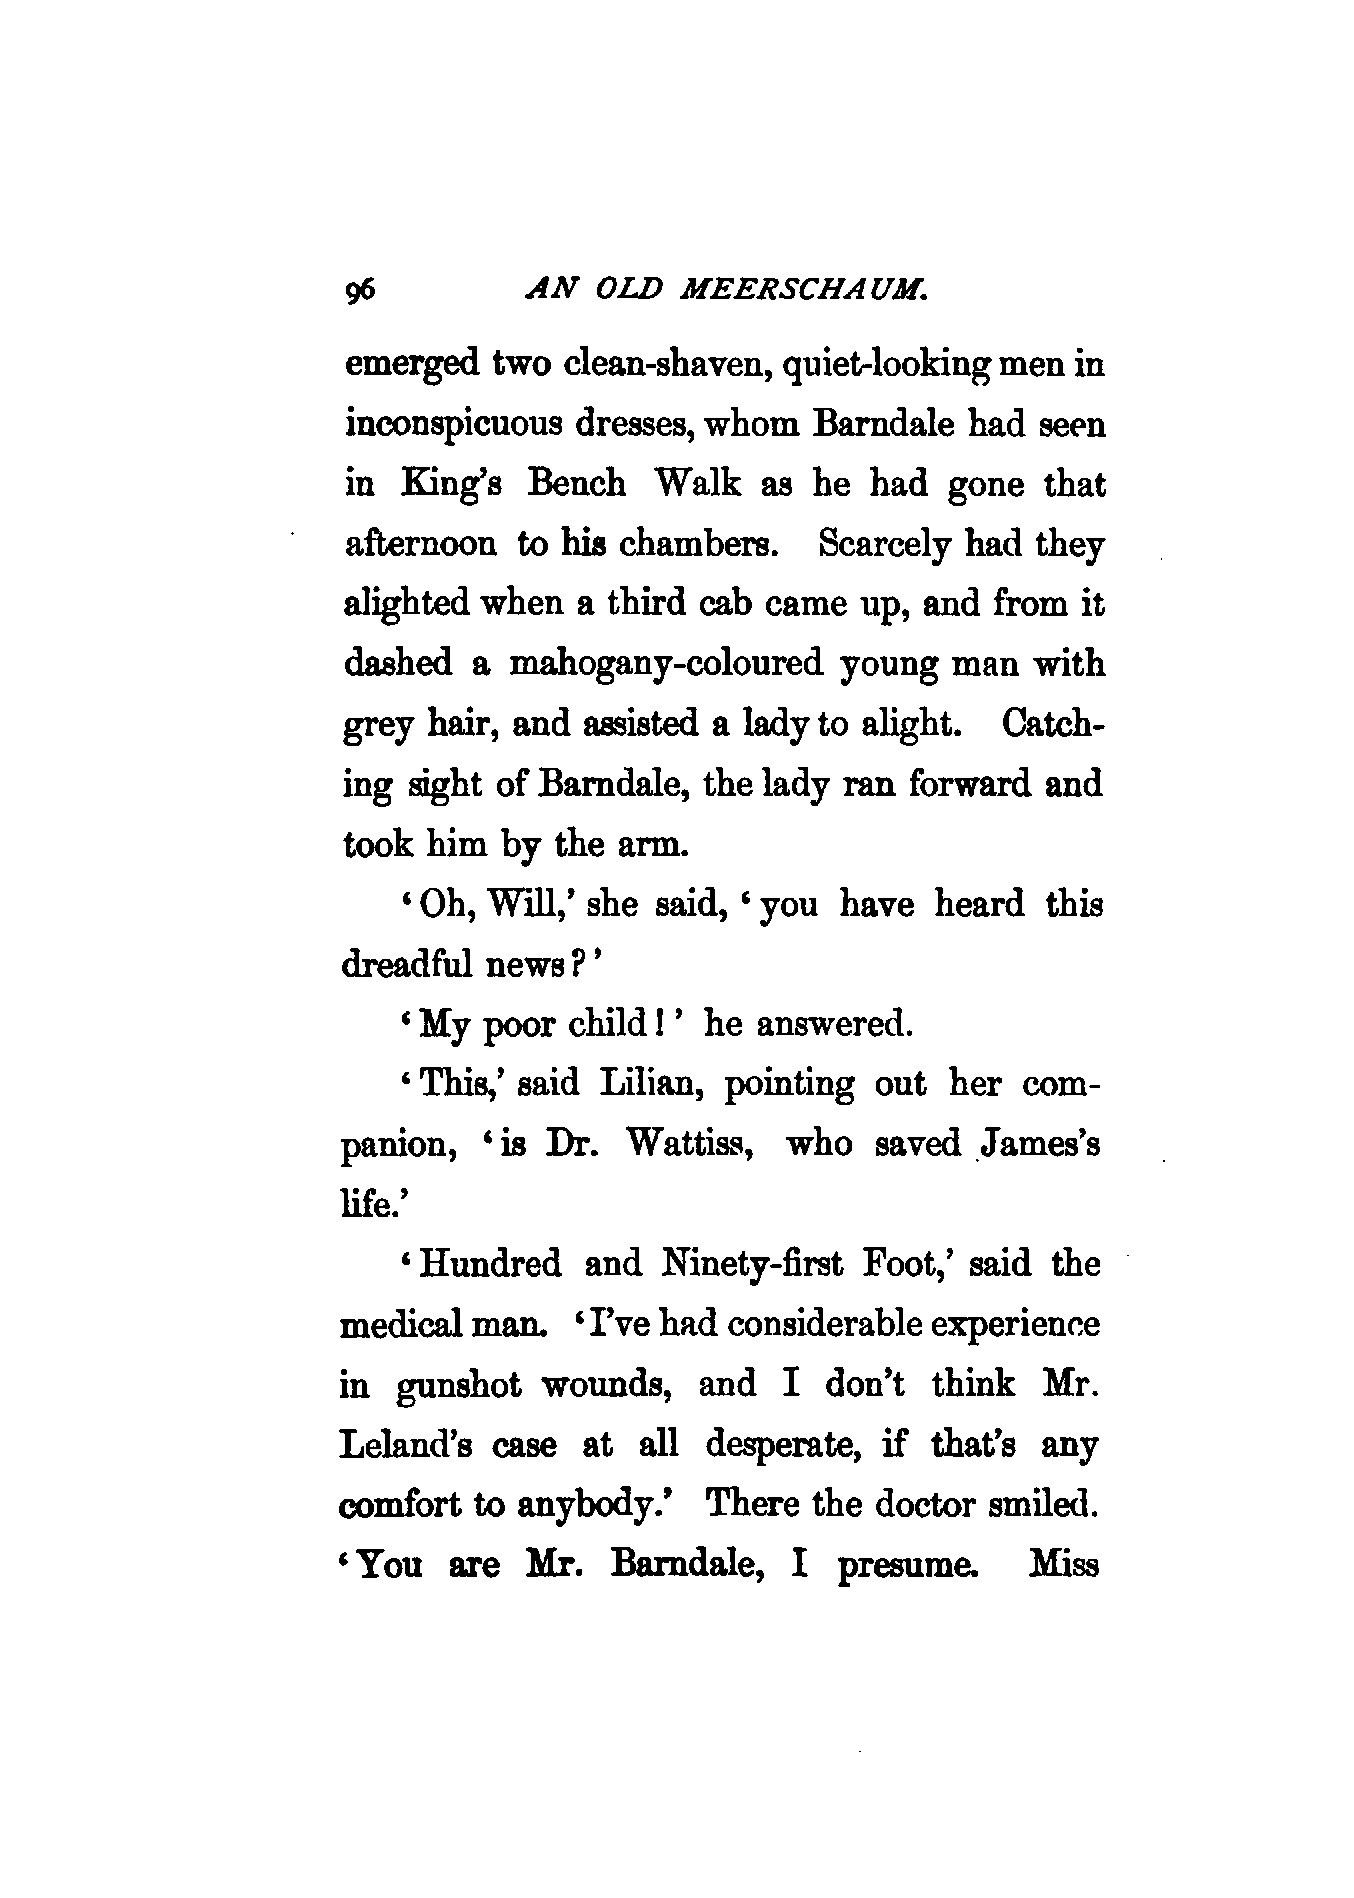 96 AN OLD MEERSCHAUM.
emerged two clean-shaven, quiet-looking men in
inconspicuous dresses, whom Barndale had seen
in King's Bench Walk as he had gone that
afternoon to his chambers. Scarcely had they
alighted when a third cab came up, and from it
dashed a mahogany-coloured young man with
grey hair, and assisted a lady to alight. Catch-
ing sight of Barndale, the lady ran forward and
took him by the arm.
‘Oh, Will,’ she said, ‘you have heard this
dreadful news?’
‘My poor child!’ he answered.
‘This,’ said Lilian, pointing out her com-
panion, ‘is Dr. Wattiss, who saved James's
life.’
‘Hundred and Ninety-first Foot,’ said the
medical man. ‘I've had considerable experience
in gunshot wounds, and I don't think Mr.
Leland's case at all desperate, if that's any
comfort to anybody.’ There the doctor smiled.
‘You are Mr. Barndale, I presume. Miss